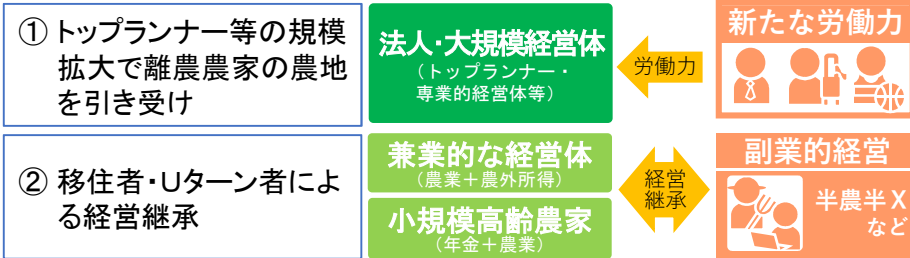 ① トップランナー等の規模
拡大で離農農家の農地
を引き受け
法人・大規模経営体
（トップランナー・
専業的経営体等）
労働力
新たな労働力
② 移住者・Uターン者によ
る経営継承
兼業的な経営体
（農業＋農外所得）
小規模高齢農家
（年金＋農業）
経営
継承
副業的経営
半農半X
など